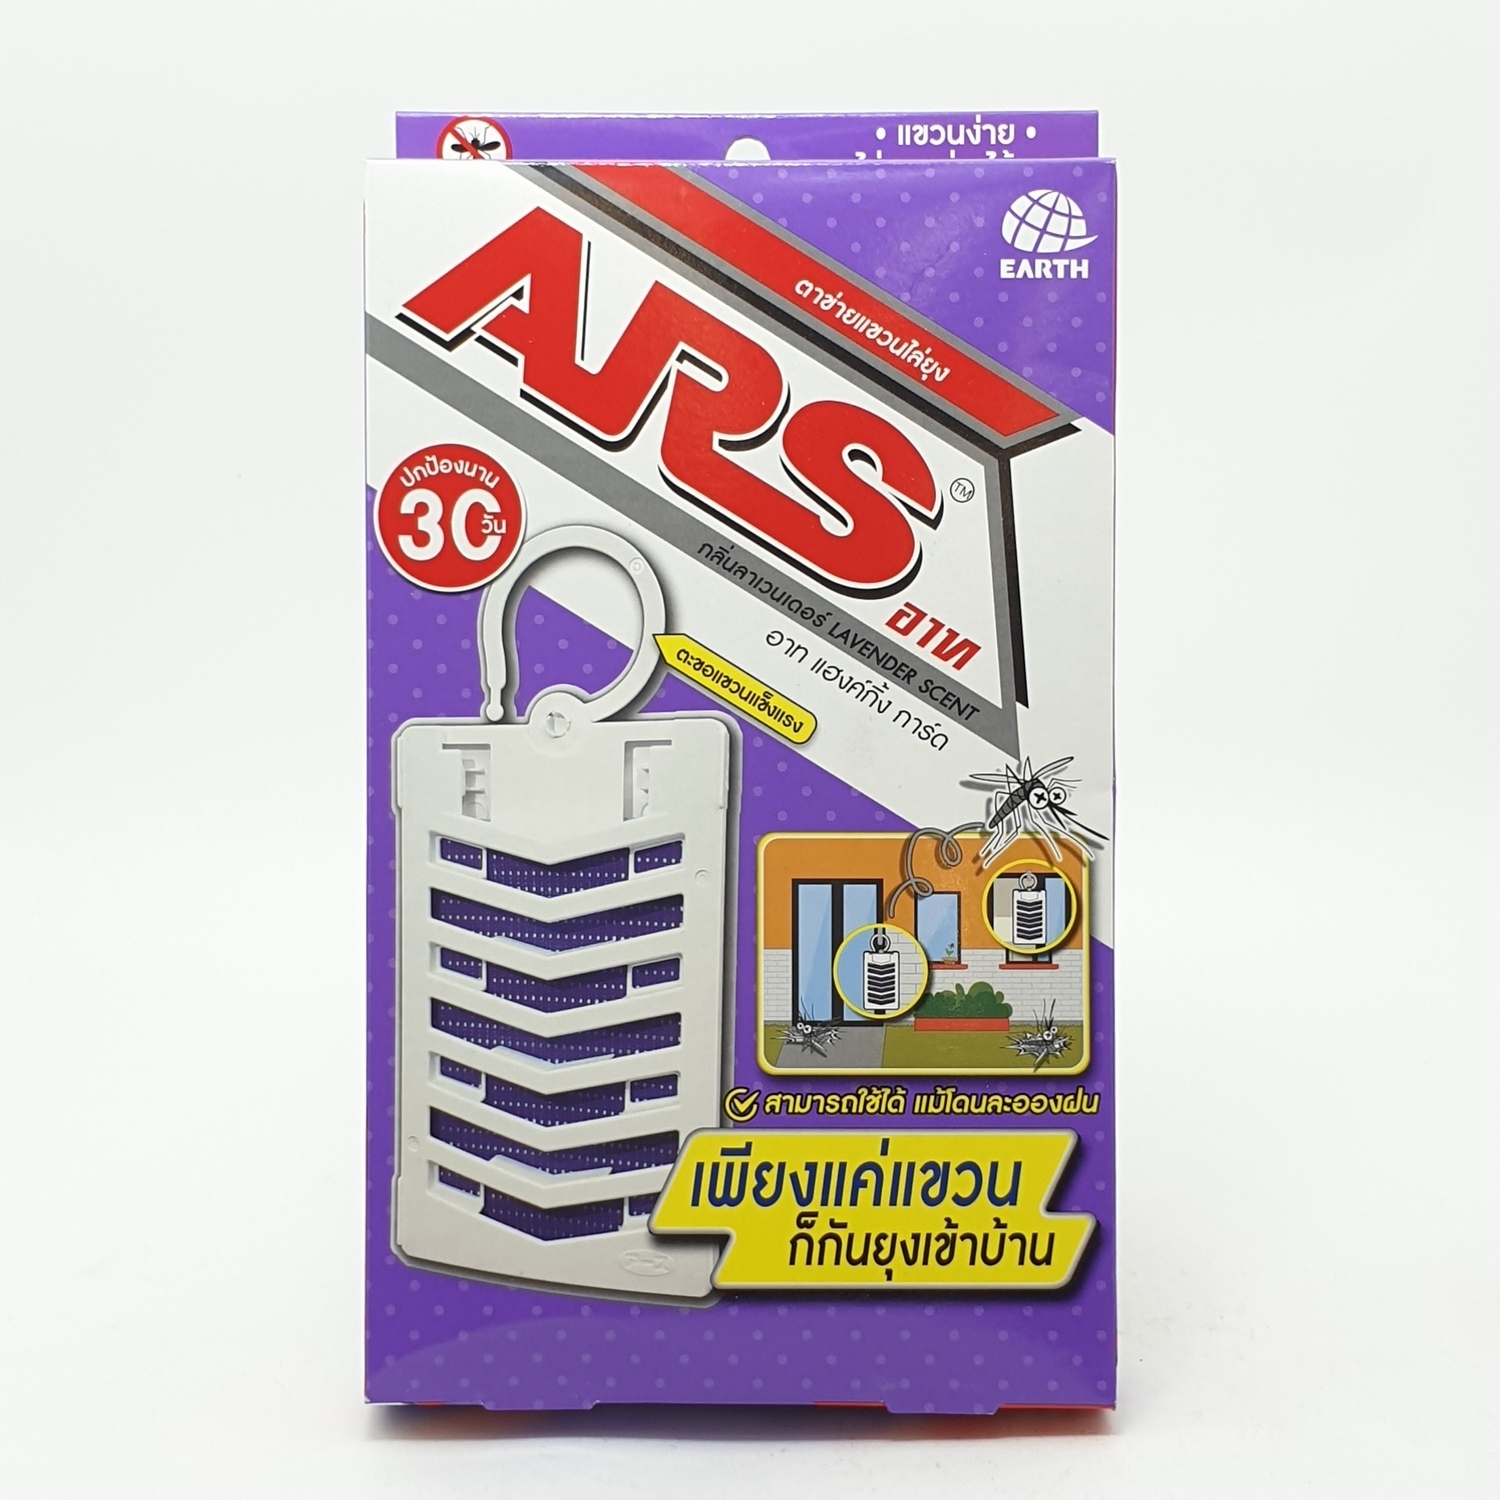 • แขวนง่าย •
EARTH
ตาข่ายแขวนไล่ยุง
ARS
TM
อาท
ปกป้องนาน
30
วัน
กลิ่นลาเวนเดอร์ LAVENDER SCENT
อาท แฮงค์กิ้ง การ์ด
ตะขอแขวนแข็งแรง
สามารถใช้ได้ แม้โดนละอองฝน
เพียงแค่แขวน
ก็กันยุงเข้าบ้าน